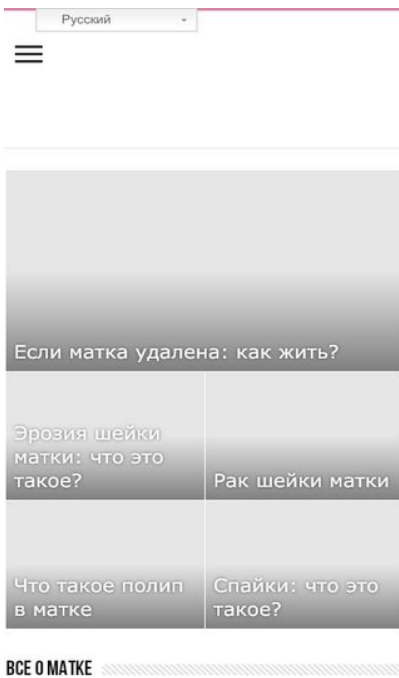 Русский
Если матка удалена: как жить?
Эрозия шейки
матки: что это
такое?
Рак шейки матки
Что такое полип
в матке
Спайки: что это
такое?
ВСЕ О МАТКЕ